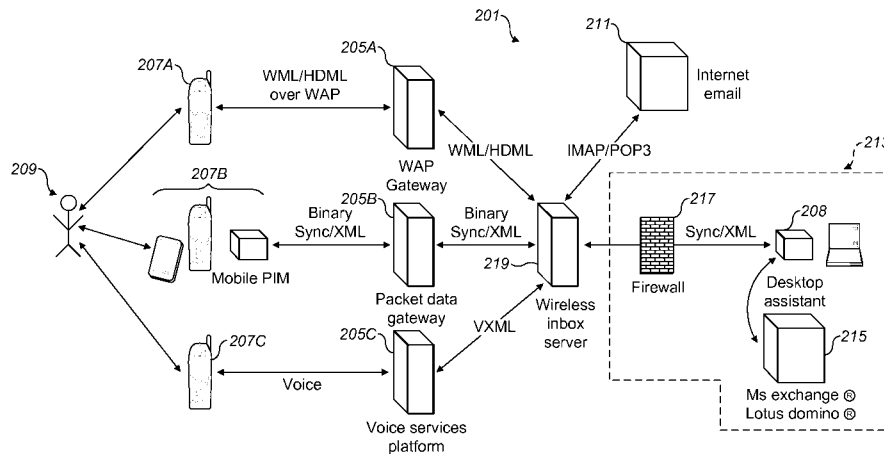 201
207A
WML/HDML
over WAP
205A
WAP
Gateway
WML/HDML
211
Internet
email
IMAP/POP3
213
209
207B
Mobile PIM
Binary
Sync/XML
205B
Packet data
gateway
Binary
Sync/XML
219
Wireless
inbox
server
217
Firewall
Sync/XML
208
Desktop
assistant
215
Ms exchange ®
Lotus domino ®
207C
Voice
205C
Voice services
platform
VXML